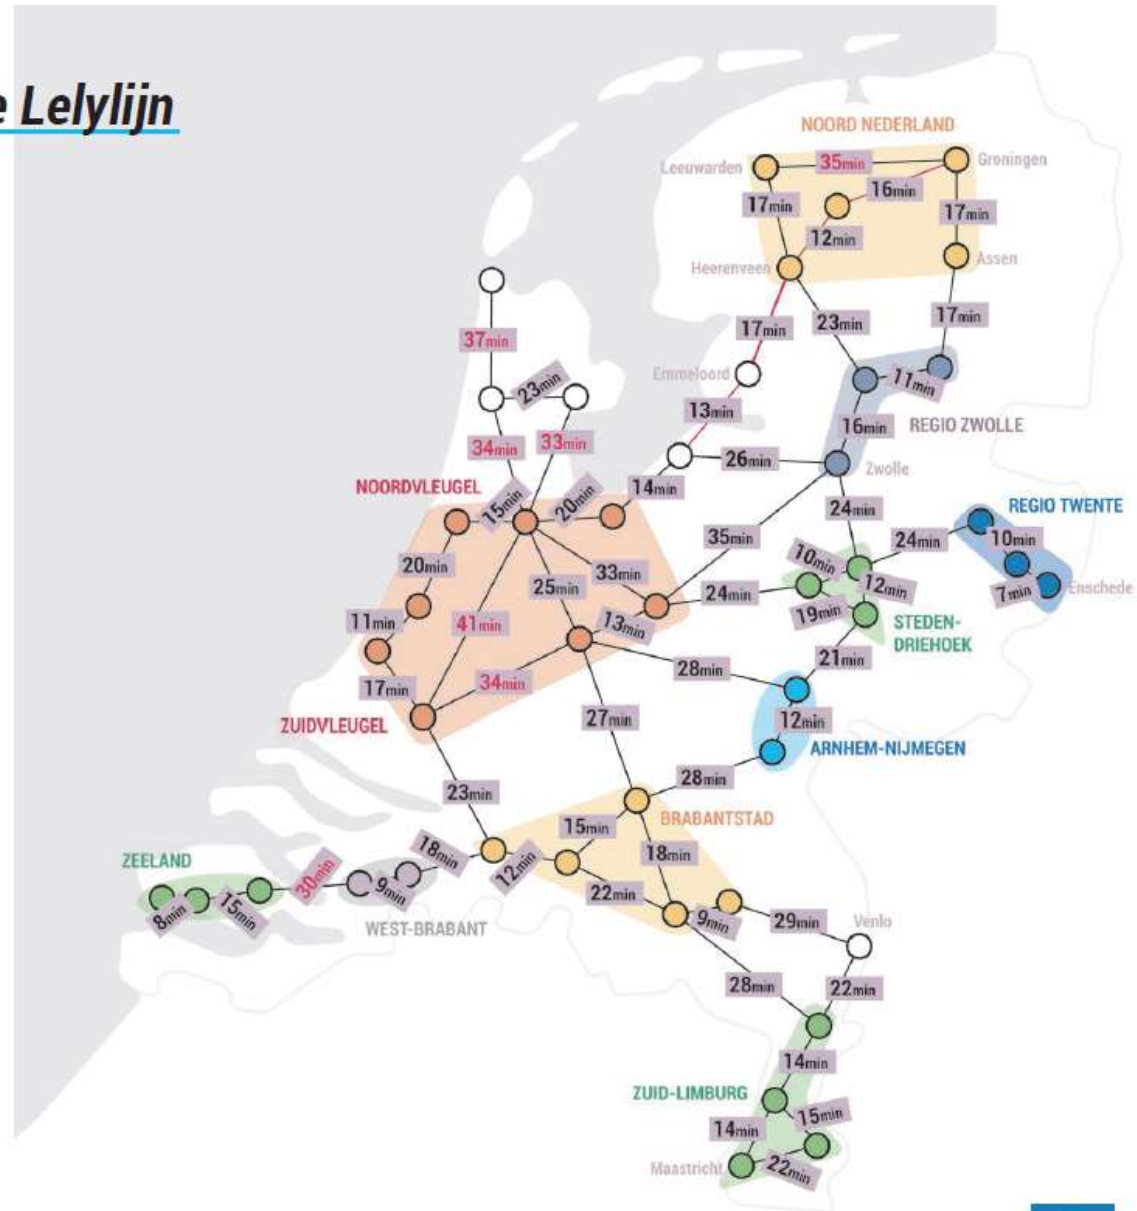 e Lelylijn
NOORD NEDERLAND
Leeuwarden
35min
Groningen
16min
17min
17min
12min
Heerenveen
Assen
17min
23min
17min
37min
Emmeloord
11min
23min
13min
16min
REGIO ZWOLLE
34min
33min
26min
Zwolle
NOORDVLEUGEL
14min
15min
20min
24min
REGIO TWENTE
35min
24min
10min
20min
10min
25min
33min
24min
12min
7min
Enschede
11min
41min
13min
19min
STEDEN-
DRIEHOEK
21min
28min
17min
34min
27min
12min
ZUIDVLEUGEL
ARNHEM-NIJMEGEN
28min
23min
BRABANTSTAD
15min
ZEELAND
18min
18min
12min
30min
9min
22min
8min
15min
9min
29min
Venlo
WEST-BRABANT
28min
22min
14min
ZUID-LIMBURG
15min
14min
Maastricht
22min